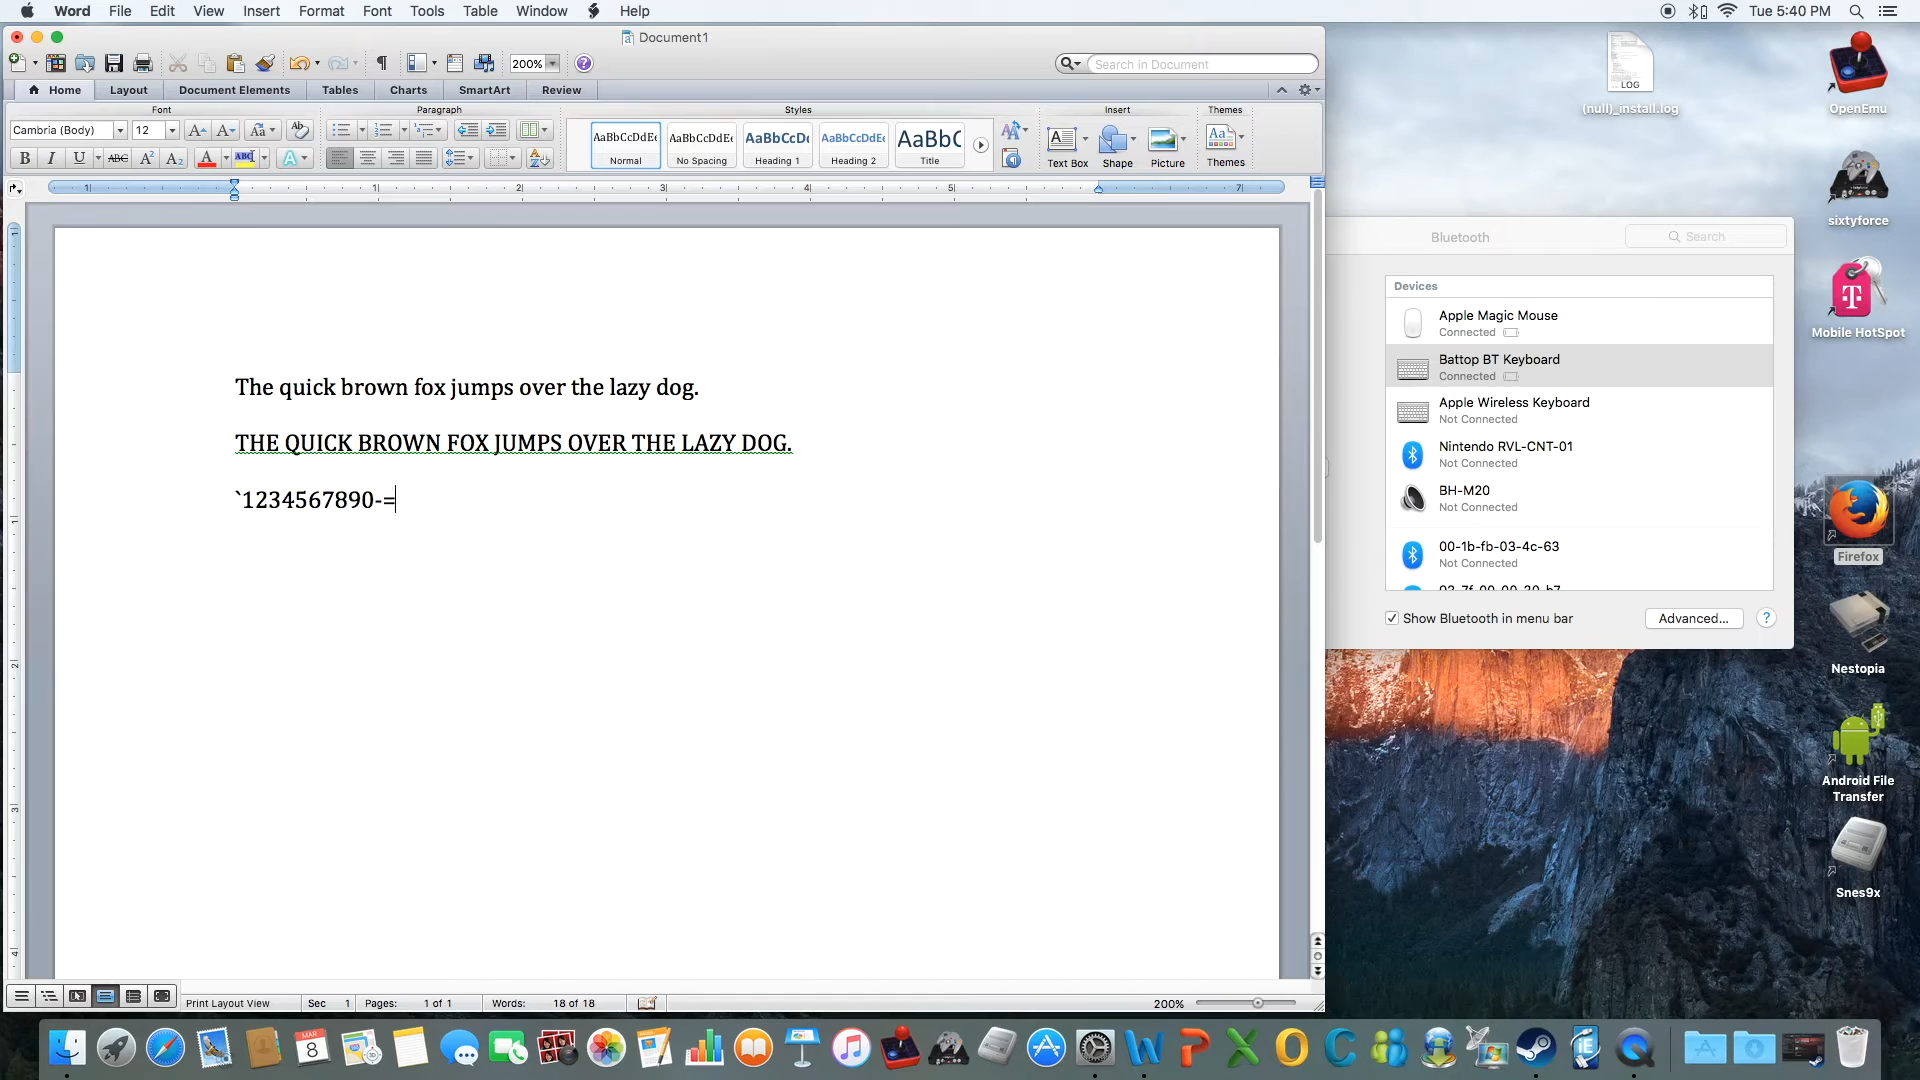 Word File Edit View Insert Format Font Tools Table Window Help
Tue 5:40 PM
Document1
200%
Search in Document
Home Layout Document Elements Tables Charts SmartArt Review
Font Paragraph Styles Insert Themes
Cambria (Body) 12
AaBbCcDdEe AaBbCcDdEe AaBbCcDc AaBbCcDdEe AaBbC
Normal No Spacing Heading 1 Heading 2 Title
Text Box Shape Picture Themes
The quick brown fox jumps over the lazy dog.
THE QUICK BROWN FOX JUMPS OVER THE LAZY DOG.
`1234567890-=
Print Layout View Sec 1 Pages: 1 of 1 Words: 18 of 18 200%
Bluetooth
Search
Devices
Apple Magic Mouse
Connected
Battop BT Keyboard
Connected
Apple Wireless Keyboard
Not Connected
Nintendo RVL-CNT-01
Not Connected
BH-M20
Not Connected
00-1b-fb-03-4c-63
Not Connected
Show Bluetooth in menu bar
Advanced... ?
LOG
(null)_install.log
OpenEmu
sixtyforce
Mobile HotSpot
Firefox
Nestopia
Android File
Transfer
Snes9x
MAR
8